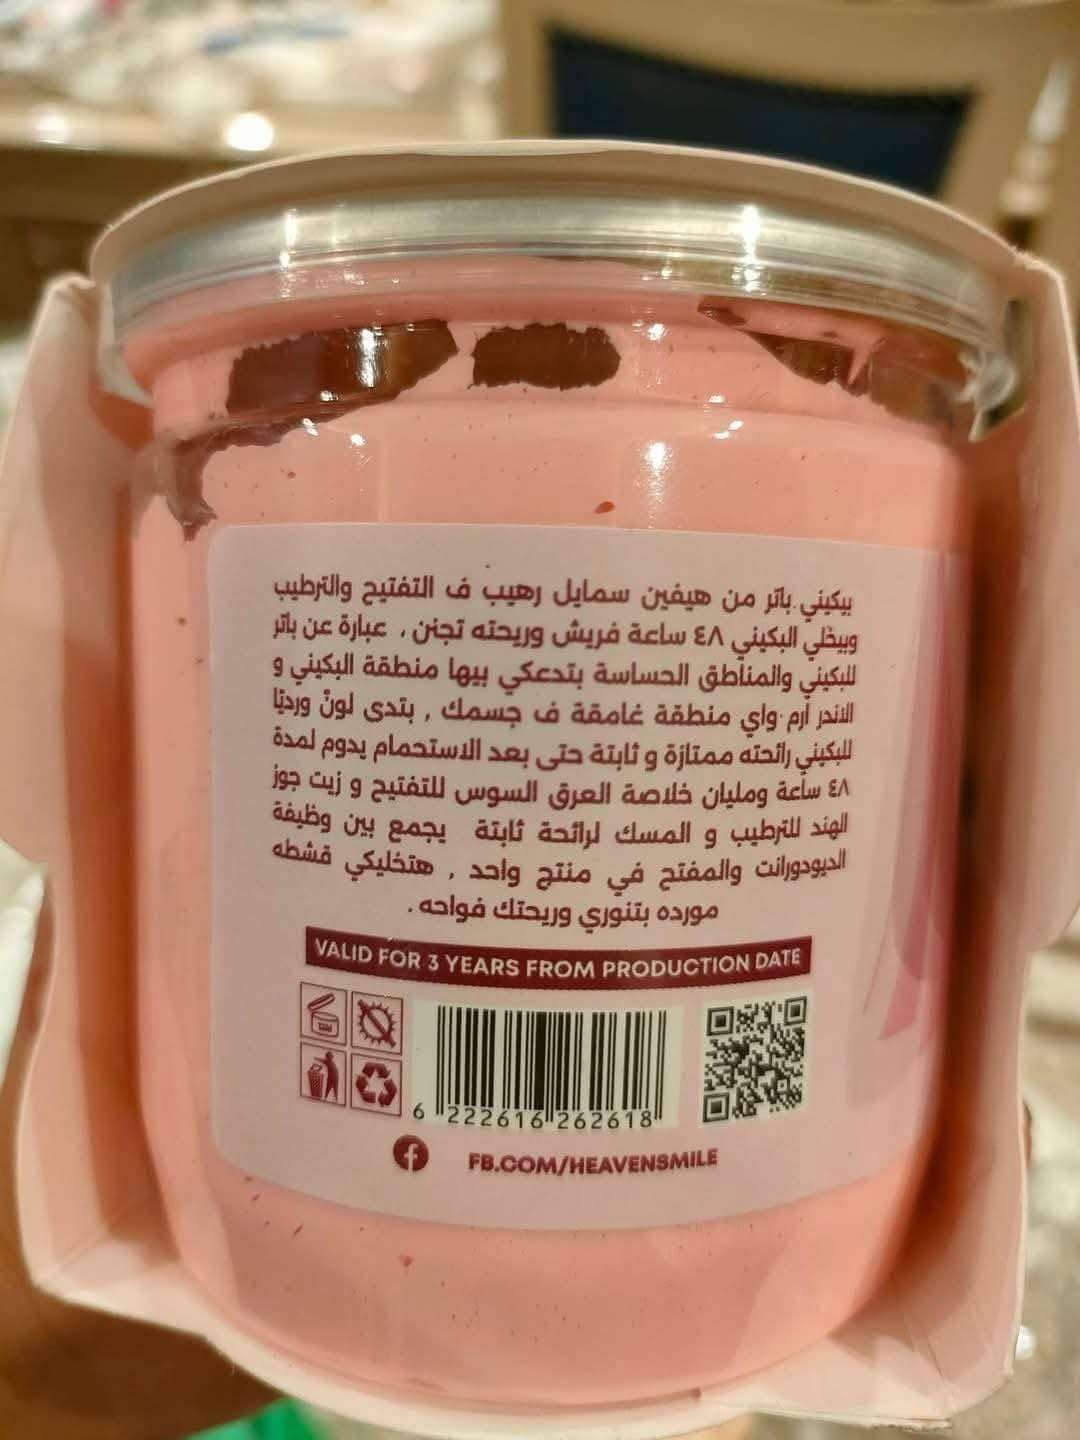 بيكيني باتر من هيفين سمايل رهيب ف التفتيح والترطيب
وبيخلي البكيني ٤٨ ساعة فريش وريحته تجنن ، عبارة عن باتر
للبكيني والمناطق الحساسة بتدعكي بيها منطقة البكيني و
الاندر ارم واي منطقة غامقة ف جسمك , بتدى لونْ ورديًا
للبكيني رائحته ممتازة و ثابتة حتى بعد الاستحمام يدوم لمدة
٤٨ ساعة ومليان خلاصة العرق السوس للتفتيح و زيت جوز
الهند للترطيب و المسك لرائحة ثابتة يجمع بين وظيفة
الديودورانت والمفتح في منتج واحد , هتخليكي قشطه
مورده بتنوري وريحتك فواحه .
VALID FOR 3 YEARS FROM PRODUCTION DATE
6 222616 262618
FB.COM/HEAVENSMILE